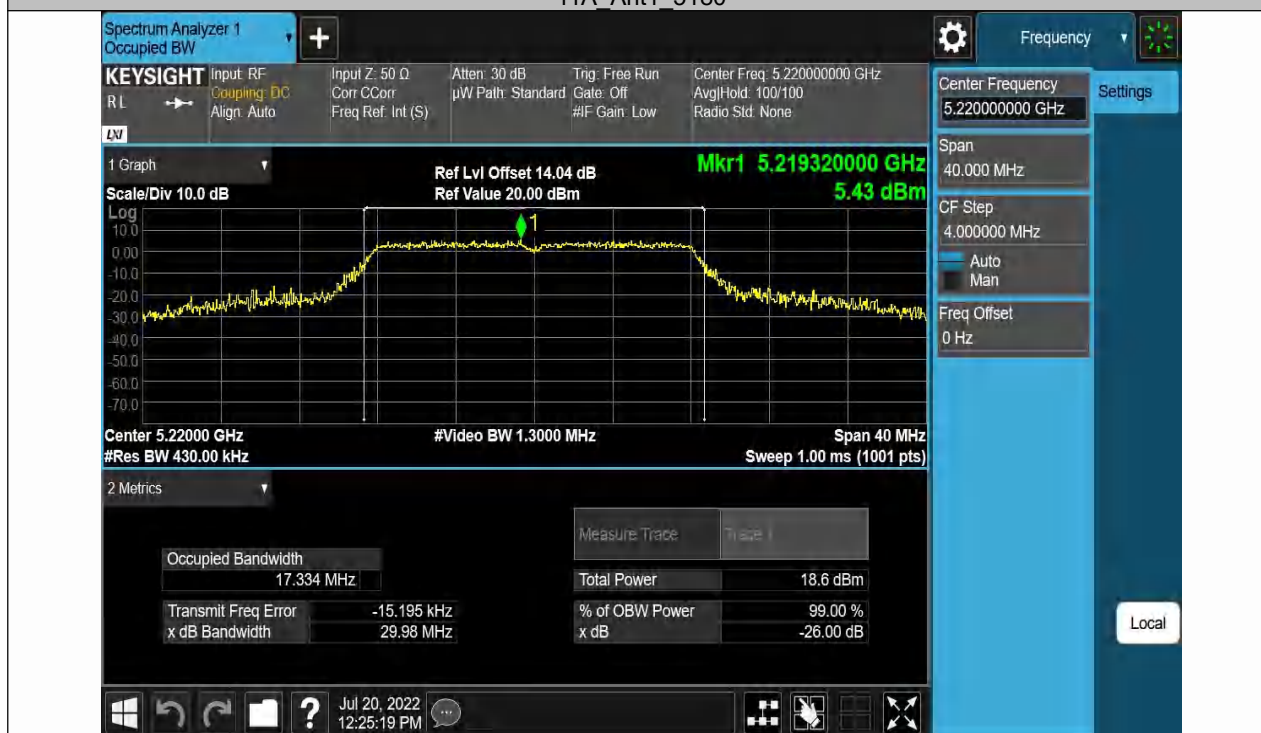 11A_Ant1_5180
Spectrum Analyzer 1
Occupied BW
+
Frequency
KEYSIGHT
R L
LXI
Input: RF
Coupling: DC
Align: Auto
Input Z: 50 Ω
Corr CCorr
Freq Ref: Int (S)
Atten: 30 dB
µW Path: Standard
Trig: Free Run
Gate: Off
#IF Gain: Low
Center Freq: 5.220000000 GHz
Avg|Hold: 100/100
Radio Std: None
Center Frequency
5.220000000 GHz
Settings
Span
40.000 MHz
CF Step
4.000000 MHz
Auto
Man
Freq Offset
0 Hz
Local
1 Graph
Scale/Div 10.0 dB
Ref Lvl Offset 14.04 dB
Ref Value 20.00 dBm
Mkr1 5.219320000 GHz
5.43 dBm
Log
10.0
0.00
-10.0
-20.0
-30.0
-40.0
-50.0
-60.0
-70.0
1
Center 5.22000 GHz
#Video BW 1.3000 MHz
Span 40 MHz
#Res BW 430.00 kHz
Sweep 1.00 ms (1001 pts)
2 Metrics
Measure Trace
Trace 1
Occupied Bandwidth
17.334 MHz
Total Power
18.6 dBm
Transmit Freq Error
-15.195 kHz
% of OBW Power
99.00 %
x dB Bandwidth
29.98 MHz
x dB
-26.00 dB
?
Jul 20, 2022
12:25:19 PM